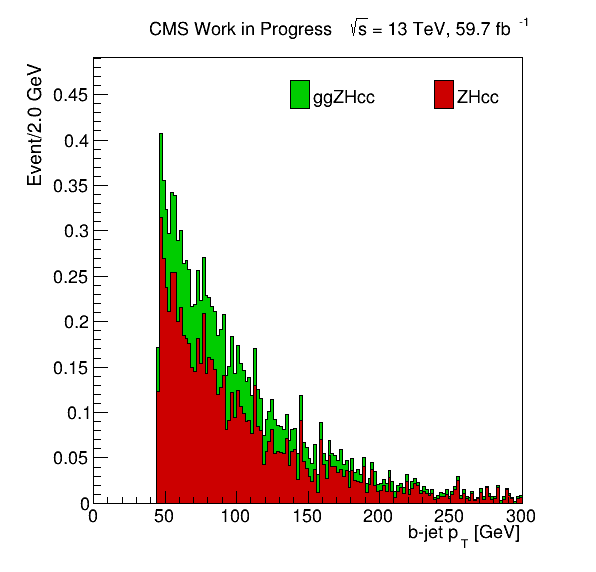 CMS Work in Progress √s = 13 TeV, 59.7 fb⁻¹
Event/2.0 GeV
ggZHcc ZHcc
0.45
0.4
0.35
0.3
0.25
0.2
0.15
0.1
0.05
0
0 50 100 150 200 250 300
b-jet p_T [GeV]